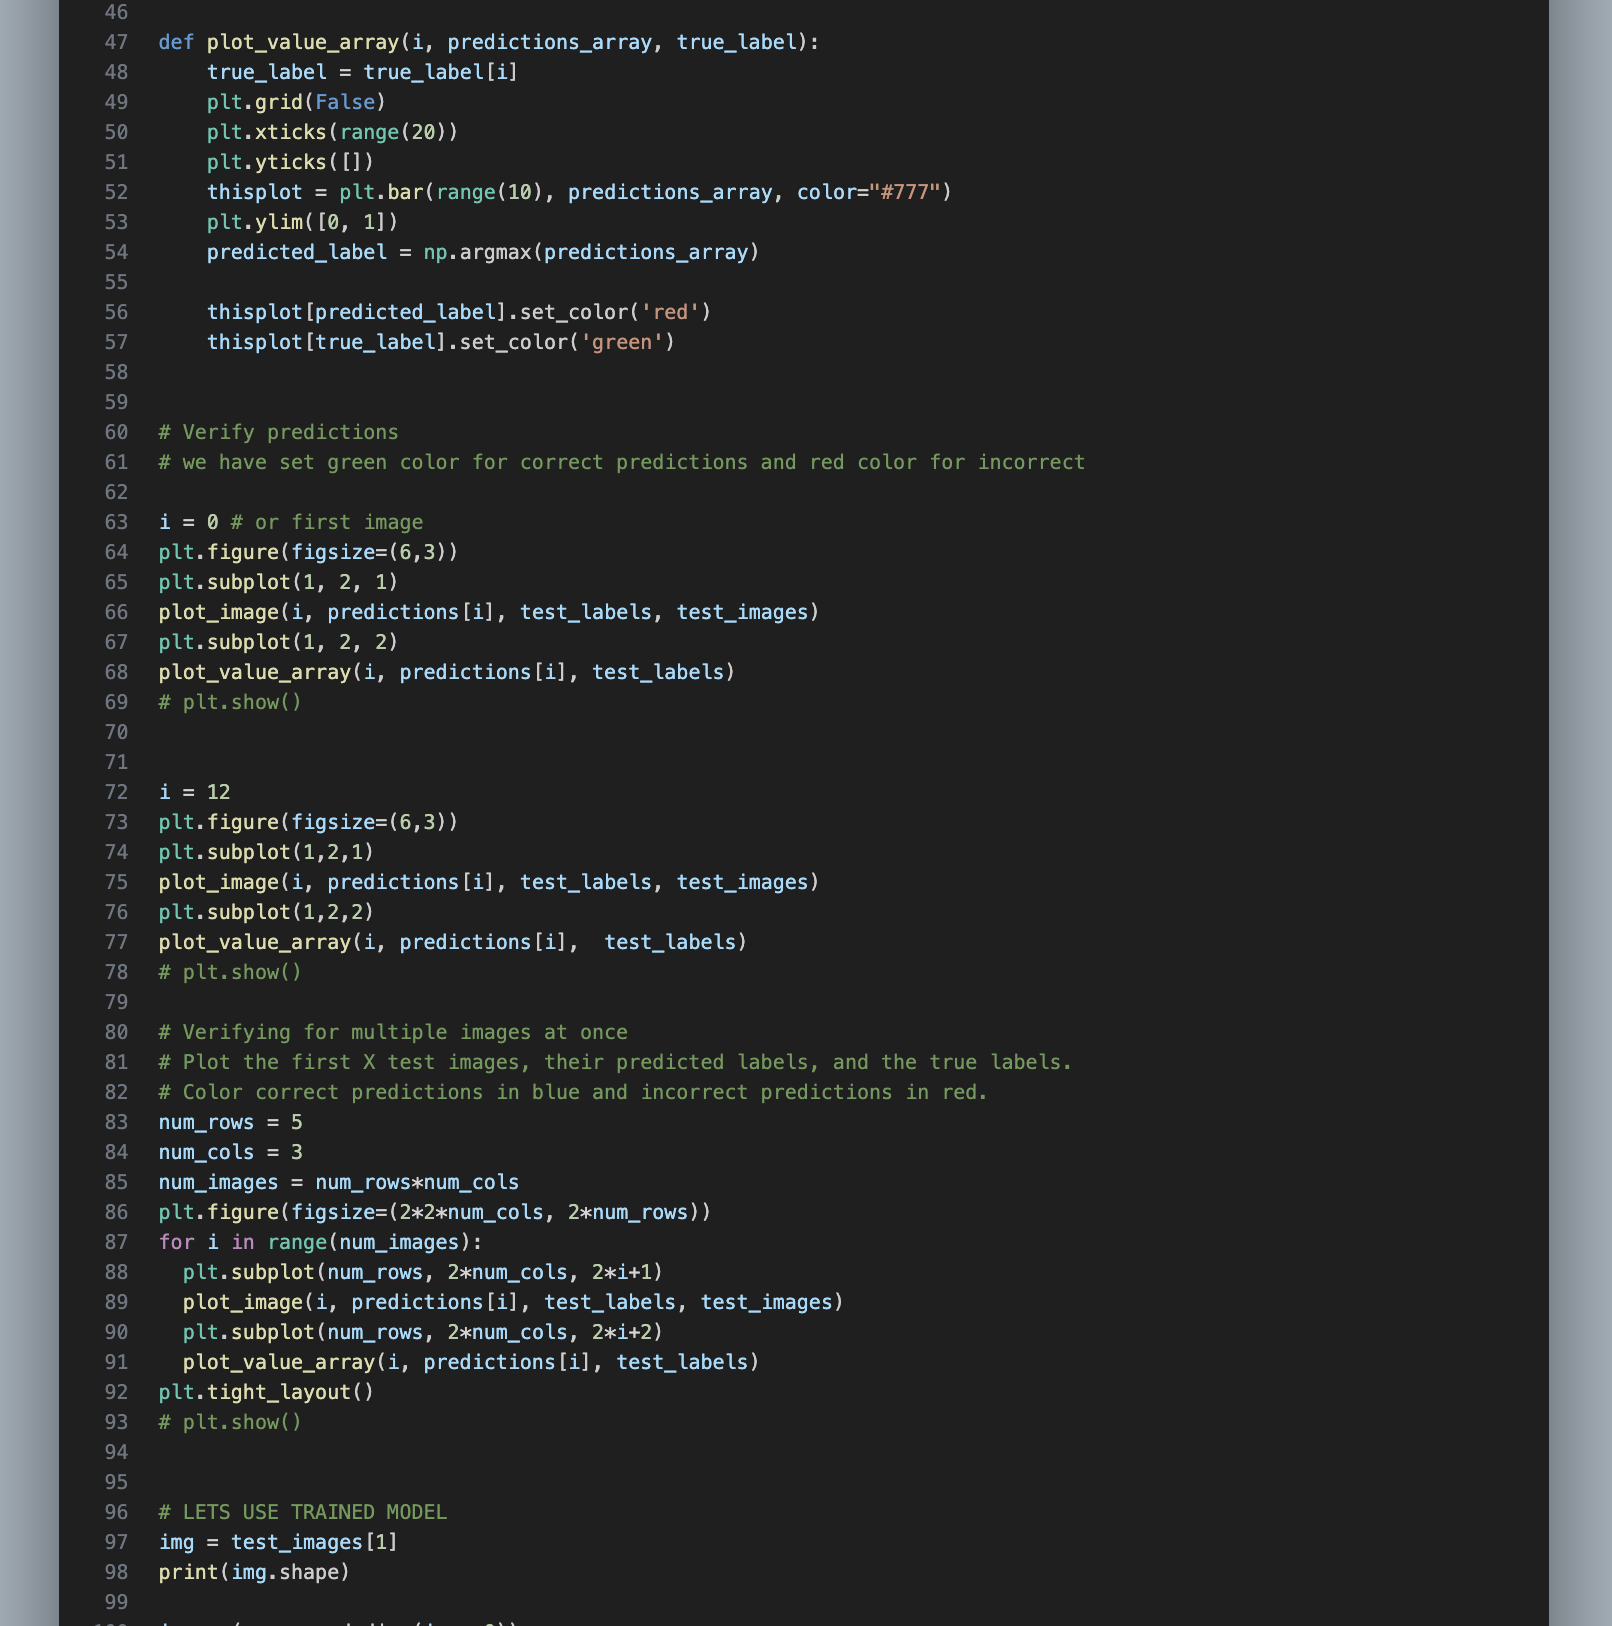 46
47 def plot_value_array(i, predictions_array, true_label):
48     true_label = true_label[i]
49     plt.grid(False)
50     plt.xticks(range(20))
51     plt.yticks([])
52     thisplot = plt.bar(range(10), predictions_array, color="#777")
53     plt.ylim([0, 1])
54     predicted_label = np.argmax(predictions_array)
55
56     thisplot[predicted_label].set_color('red')
57     thisplot[true_label].set_color('green')
58
59
60 # Verify predictions
61 # we have set green color for correct predictions and red color for incorrect
62
63 i = 0 # or first image
64 plt.figure(figsize=(6,3))
65 plt.subplot(1, 2, 1)
66 plot_image(i, predictions[i], test_labels, test_images)
67 plt.subplot(1, 2, 2)
68 plot_value_array(i, predictions[i], test_labels)
69 # plt.show()
70
71
72 i = 12
73 plt.figure(figsize=(6,3))
74 plt.subplot(1,2,1)
75 plot_image(i, predictions[i], test_labels, test_images)
76 plt.subplot(1,2,2)
77 plot_value_array(i, predictions[i],  test_labels)
78 # plt.show()
79
80 # Verifying for multiple images at once
81 # Plot the first X test images, their predicted labels, and the true labels.
82 # Color correct predictions in blue and incorrect predictions in red.
83 num_rows = 5
84 num_cols = 3
85 num_images = num_rows*num_cols
86 plt.figure(figsize=(2*2*num_cols, 2*num_rows))
87 for i in range(num_images):
88   plt.subplot(num_rows, 2*num_cols, 2*i+1)
89   plot_image(i, predictions[i], test_labels, test_images)
90   plt.subplot(num_rows, 2*num_cols, 2*i+2)
91   plot_value_array(i, predictions[i], test_labels)
92 plt.tight_layout()
93 # plt.show()
94
95
96 # LETS USE TRAINED MODEL
97 img = test_images[1]
98 print(img.shape)
99